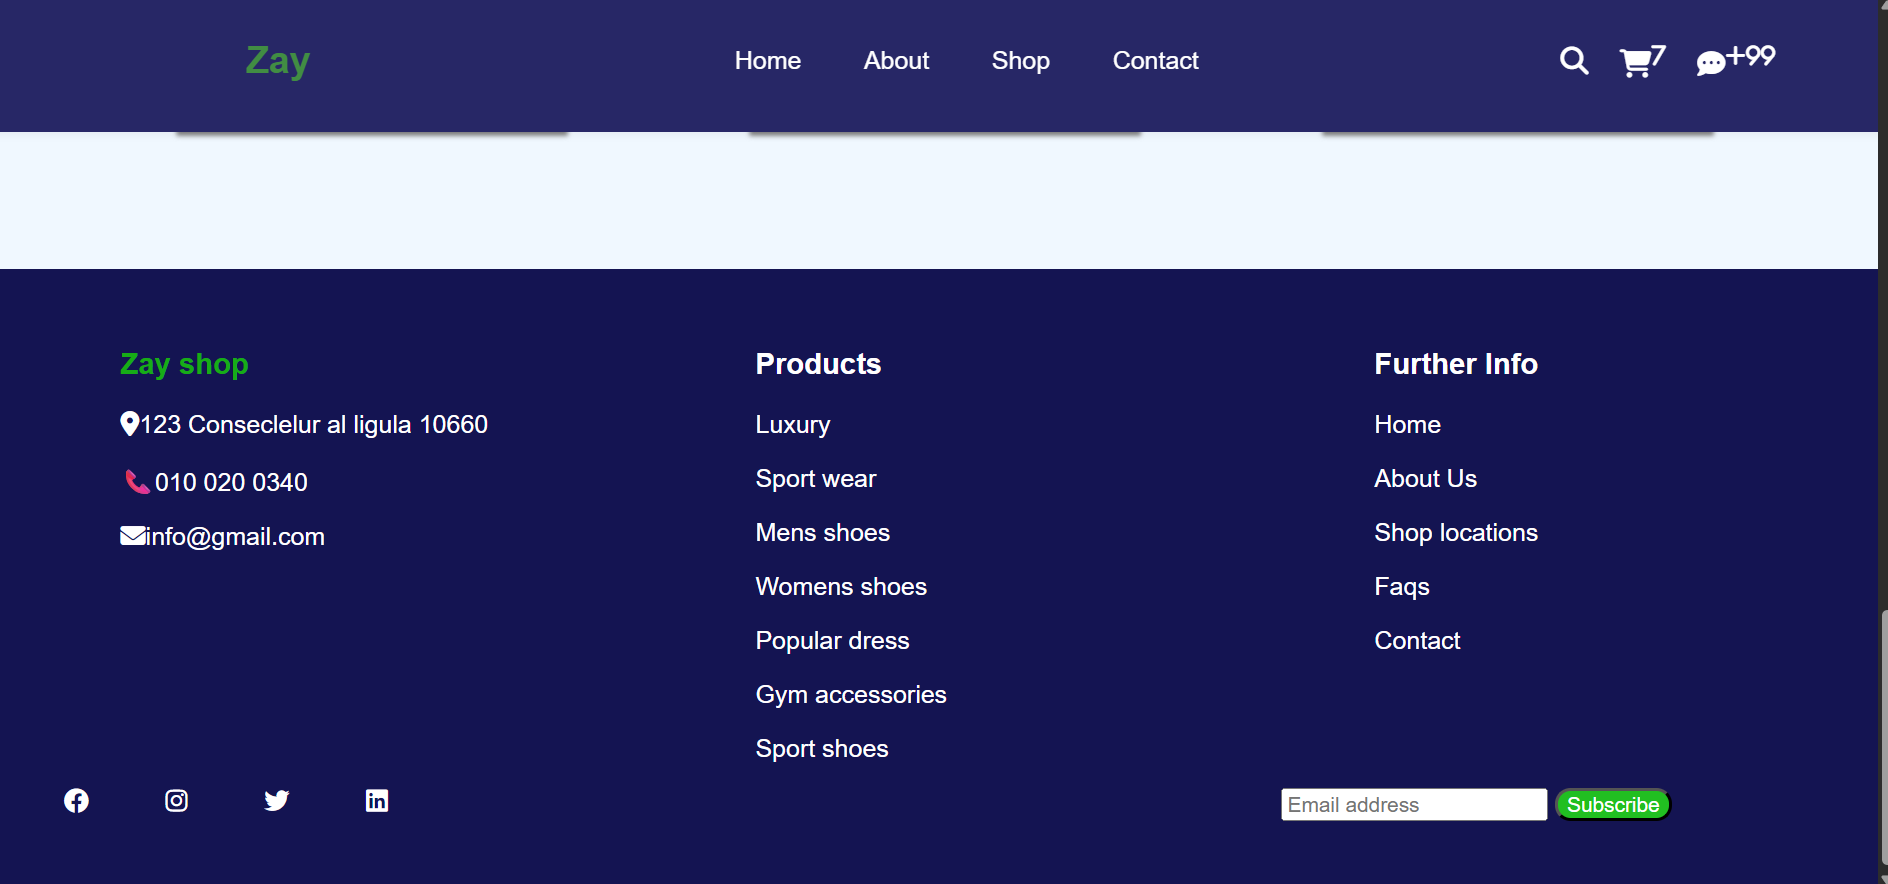 Zay
Home About Shop Contact
7 +99
Zay shop
123 Conseclelur al ligula 10660
010 020 0340
info@gmail.com
Products
Luxury
Sport wear
Mens shoes
Womens shoes
Popular dress
Gym accessories
Sport shoes
Further Info
Home
About Us
Shop locations
Faqs
Contact
Email address Subscribe